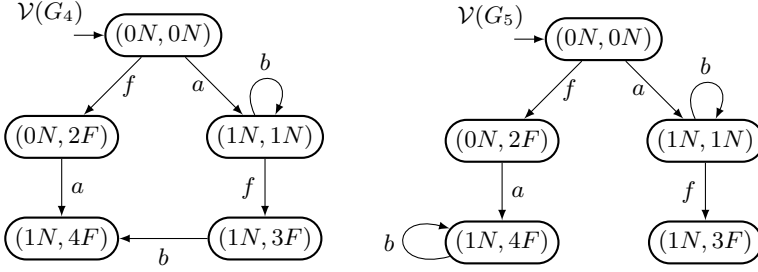 𝒱(G₄) 𝒱(G₅)
(0N, 0N) (0N, 0N)
b b
f a f a
(0N, 2F) (1N, 1N) (0N, 2F) (1N, 1N)
a f a f
(1N, 4F) (1N, 3F) b (1N, 4F) (1N, 3F)
b